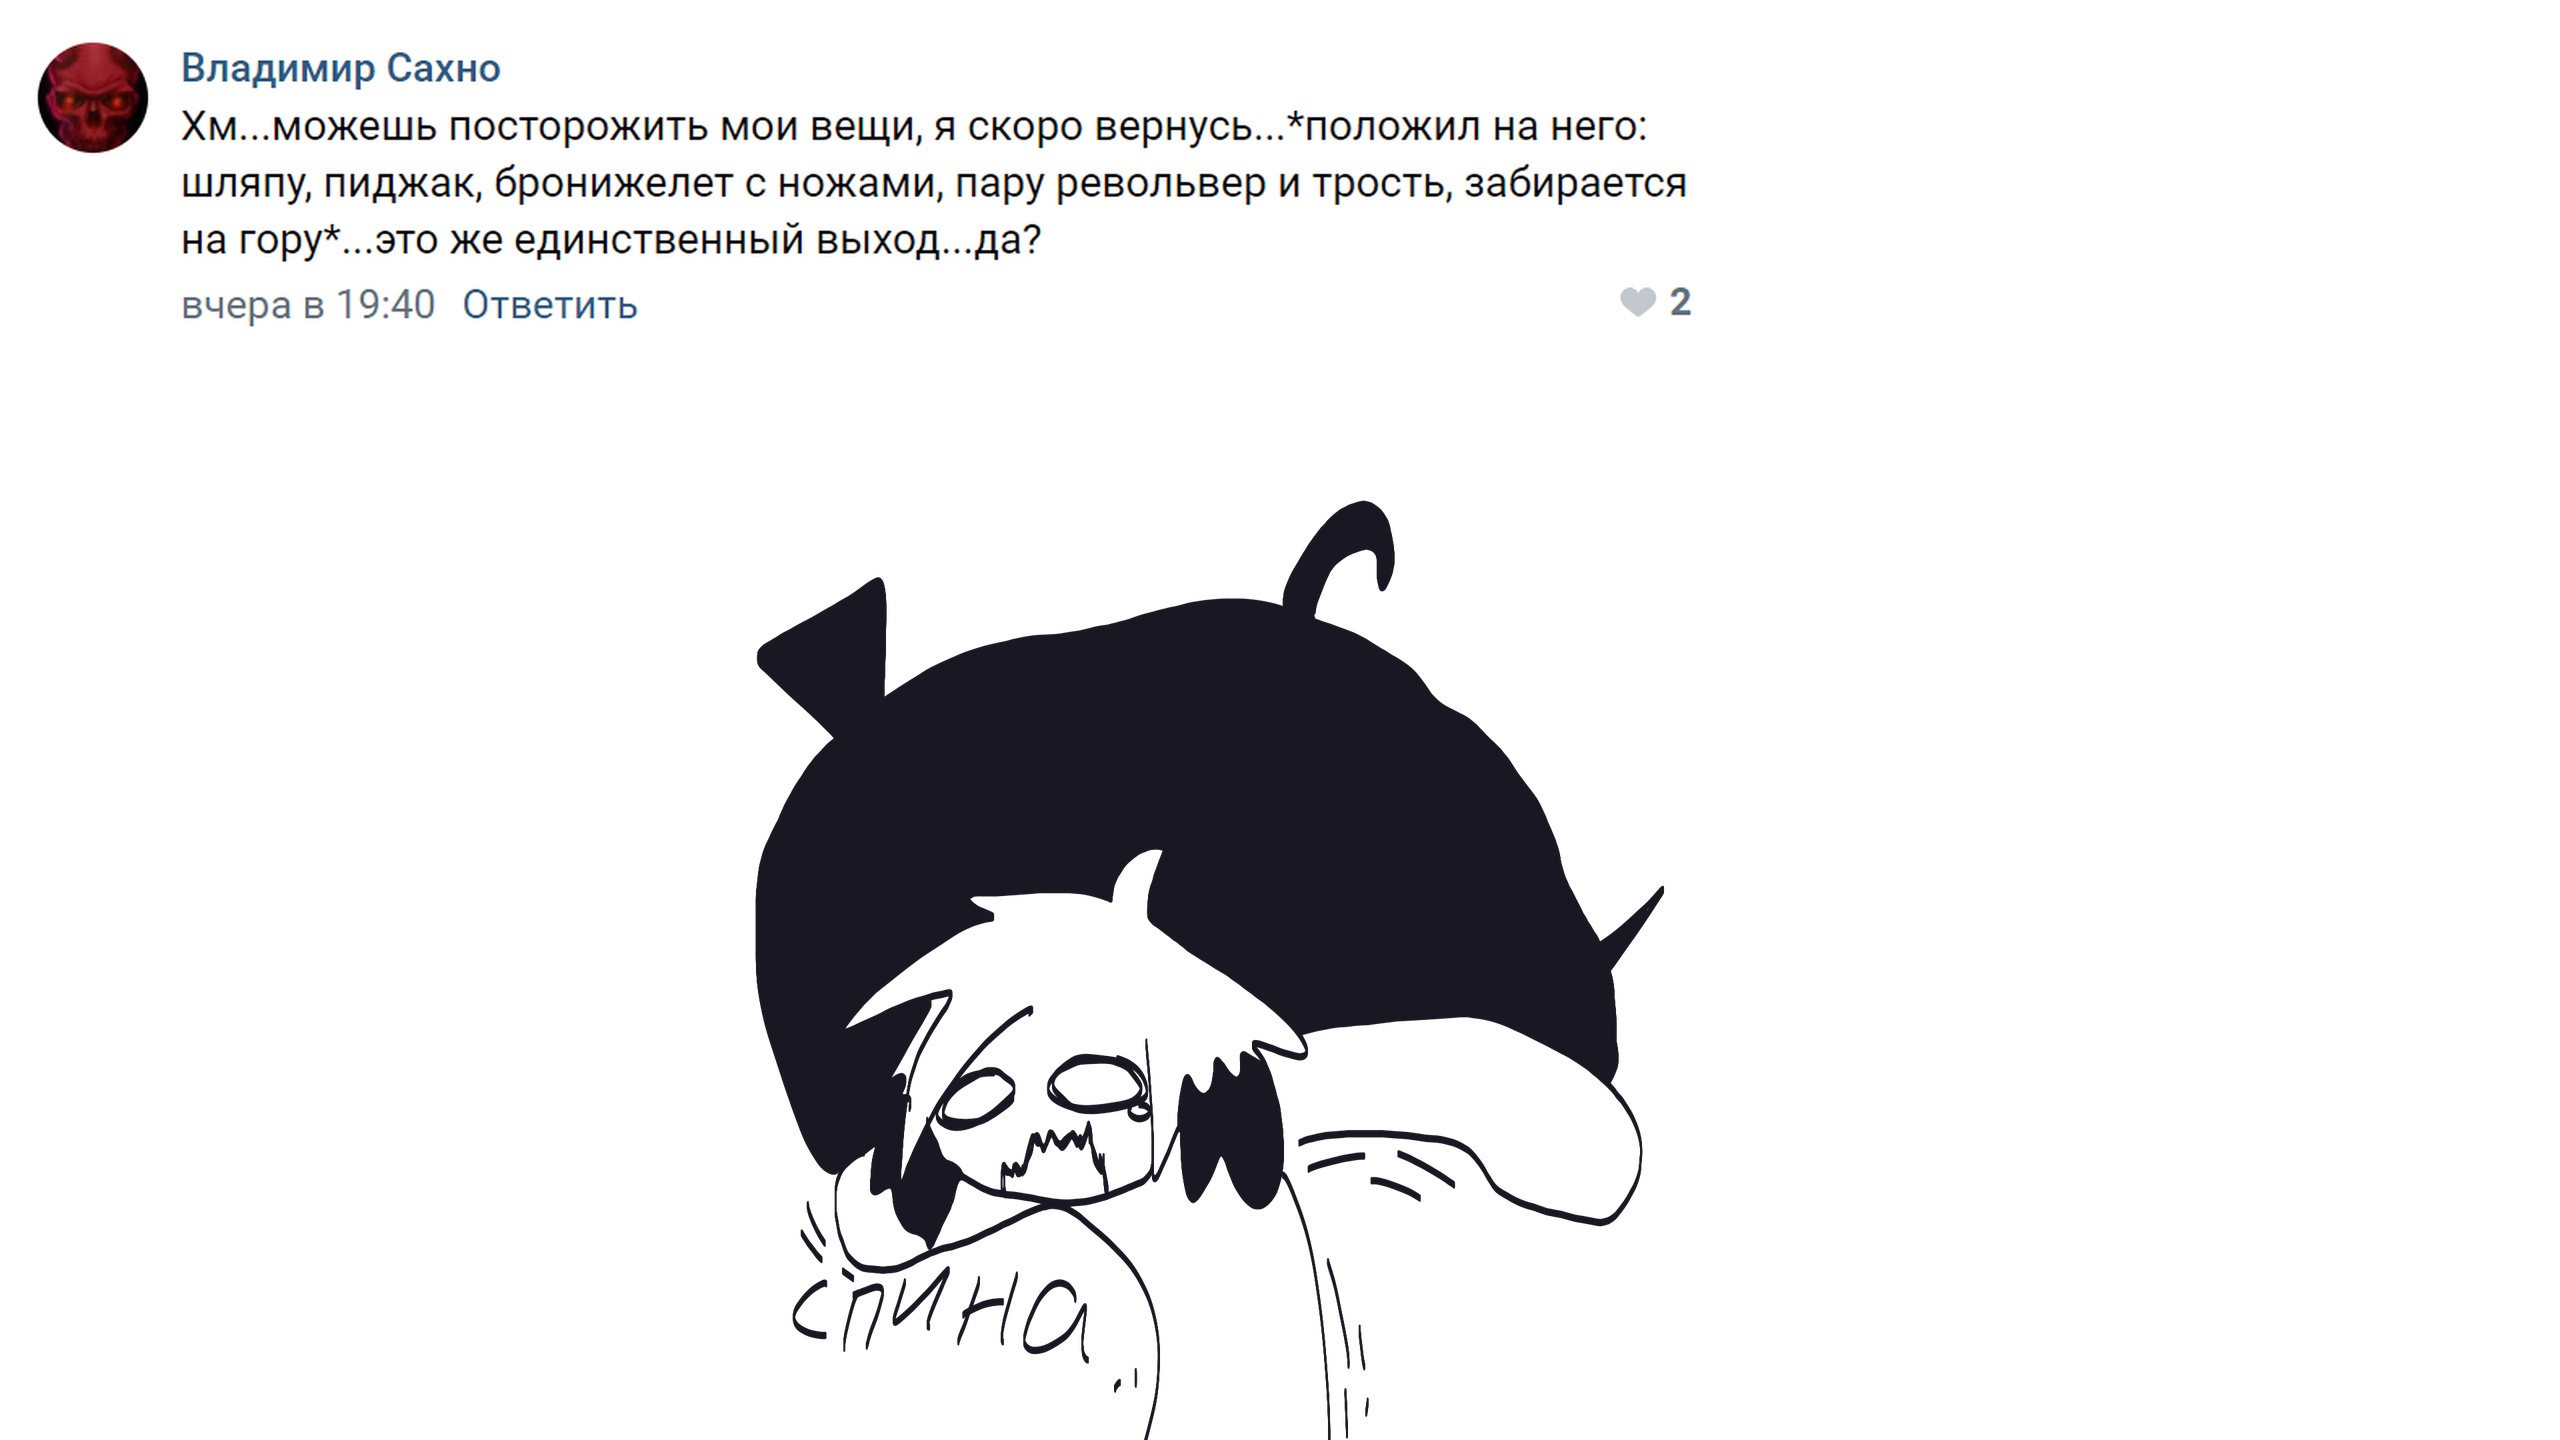 Владимир Сахно
Хм...можешь посторожить мои вещи, я скоро вернусь...*положил на него:
шляпу, пиджак, бронижелет с ножами, пару револьвер и трость, забирается
на гору*...это же единственный выход...да?
вчера в 19:40 Ответить 2
спина